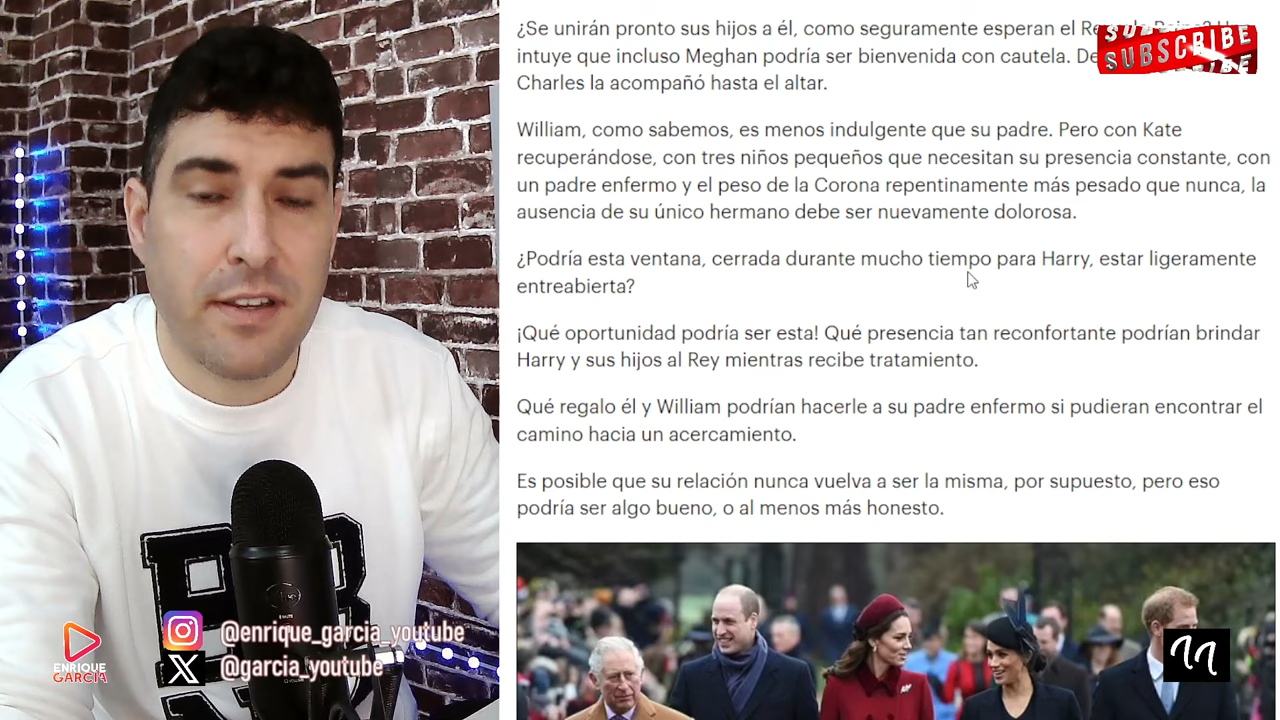 ¿Se unirán pronto sus hijos a él, como seguramente esperan el
intuye que incluso Meghan podría ser bienvenida con cautela.
Charles la acompañó hasta el altar.
SUBSCRIBE
William, como sabemos, es menos indulgente que su padre. Pero con Kate
recuperándose, con tres niños pequeños que necesitan su presencia constante, con
un padre enfermo y el peso de la Corona repentinamente más pesado que nunca, la
ausencia de su único hermano debe ser nuevamente dolorosa.
¿Podría esta ventana, cerrada durante mucho tiempo para Harry, estar ligeramente
entreabierta?
¡Qué oportunidad podría ser esta! Qué presencia tan reconfortante podrían brindar
Harry y sus hijos al Rey mientras recibe tratamiento.
Qué regalo él y William podrían hacerle a su padre enfermo si pudieran encontrar el
camino hacia un acercamiento.
Es posible que su relación nunca vuelva a ser la misma, por supuesto, pero eso
podría ser algo bueno, o al menos más honesto.
ENRIQUE
GARCIA
@enrique_garcia_youtube
@garcia_youtube